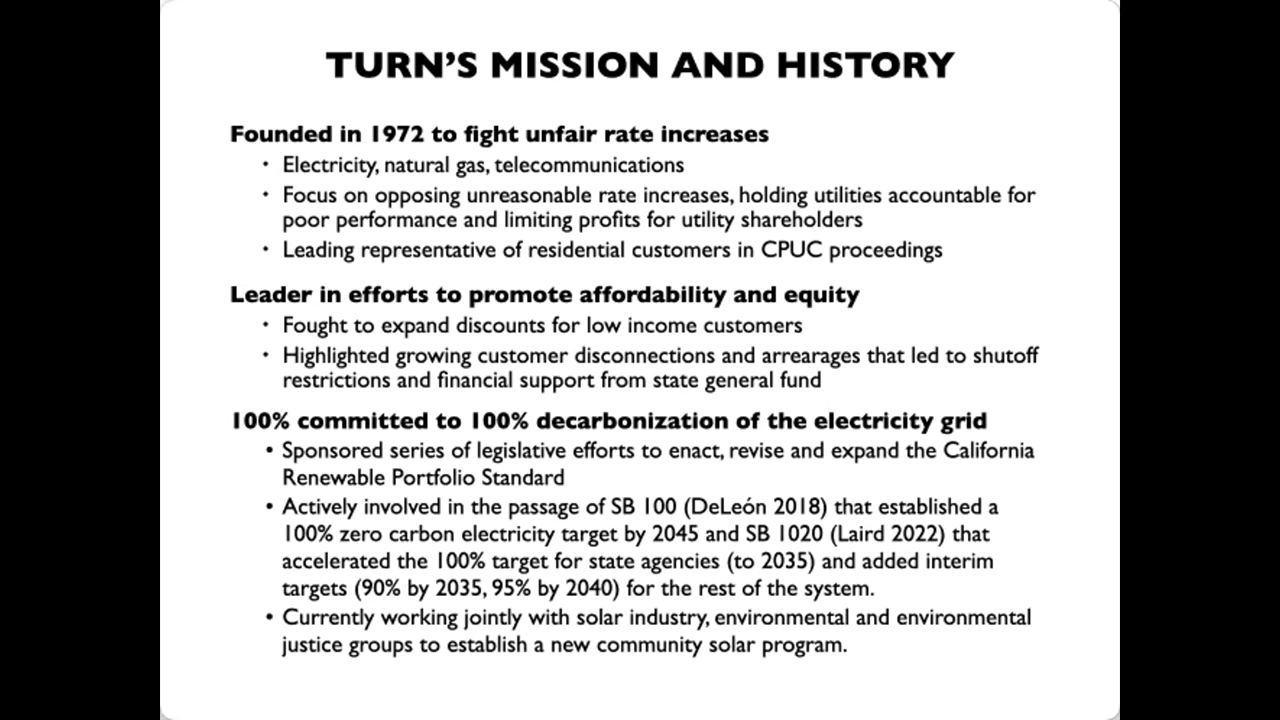 TURN'S MISSION AND HISTORY
Founded in 1972 to fight unfair rate increases
• Electricity, natural gas, telecommunications
• Focus on opposing unreasonable rate increases, holding utilities accountable for
poor performance and limiting profits for utility shareholders
• Leading representative of residential customers in CPUC proceedings
Leader in efforts to promote affordability and equity
• Fought to expand discounts for low income customers
• Highlighted growing customer disconnections and arrearages that led to shutoff
restrictions and financial support from state general fund
100% committed to 100% decarbonization of the electricity grid
• Sponsored series of legislative efforts to enact, revise and expand the California
Renewable Portfolio Standard
• Actively involved in the passage of SB 100 (DeLeón 2018) that established a
100% zero carbon electricity target by 2045 and SB 1020 (Laird 2022) that
accelerated the 100% target for state agencies (to 2035) and added interim
targets (90% by 2035, 95% by 2040) for the rest of the system.
• Currently working jointly with solar industry, environmental and environmental
justice groups to establish a new community solar program.